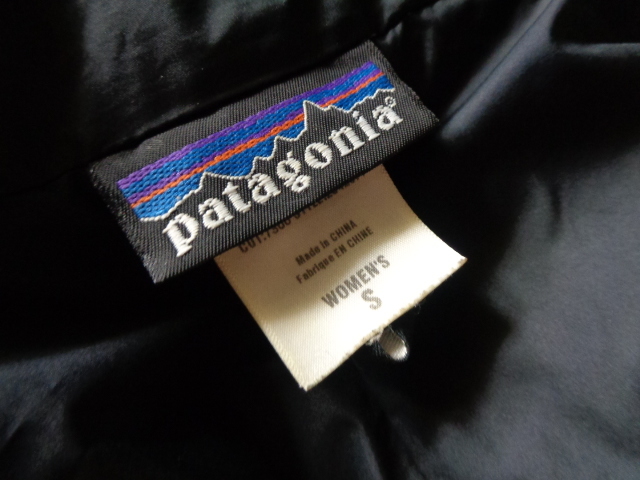 patagonia®
Made in CHINA
Fabriqué EN CHINE
WOMEN'S
S